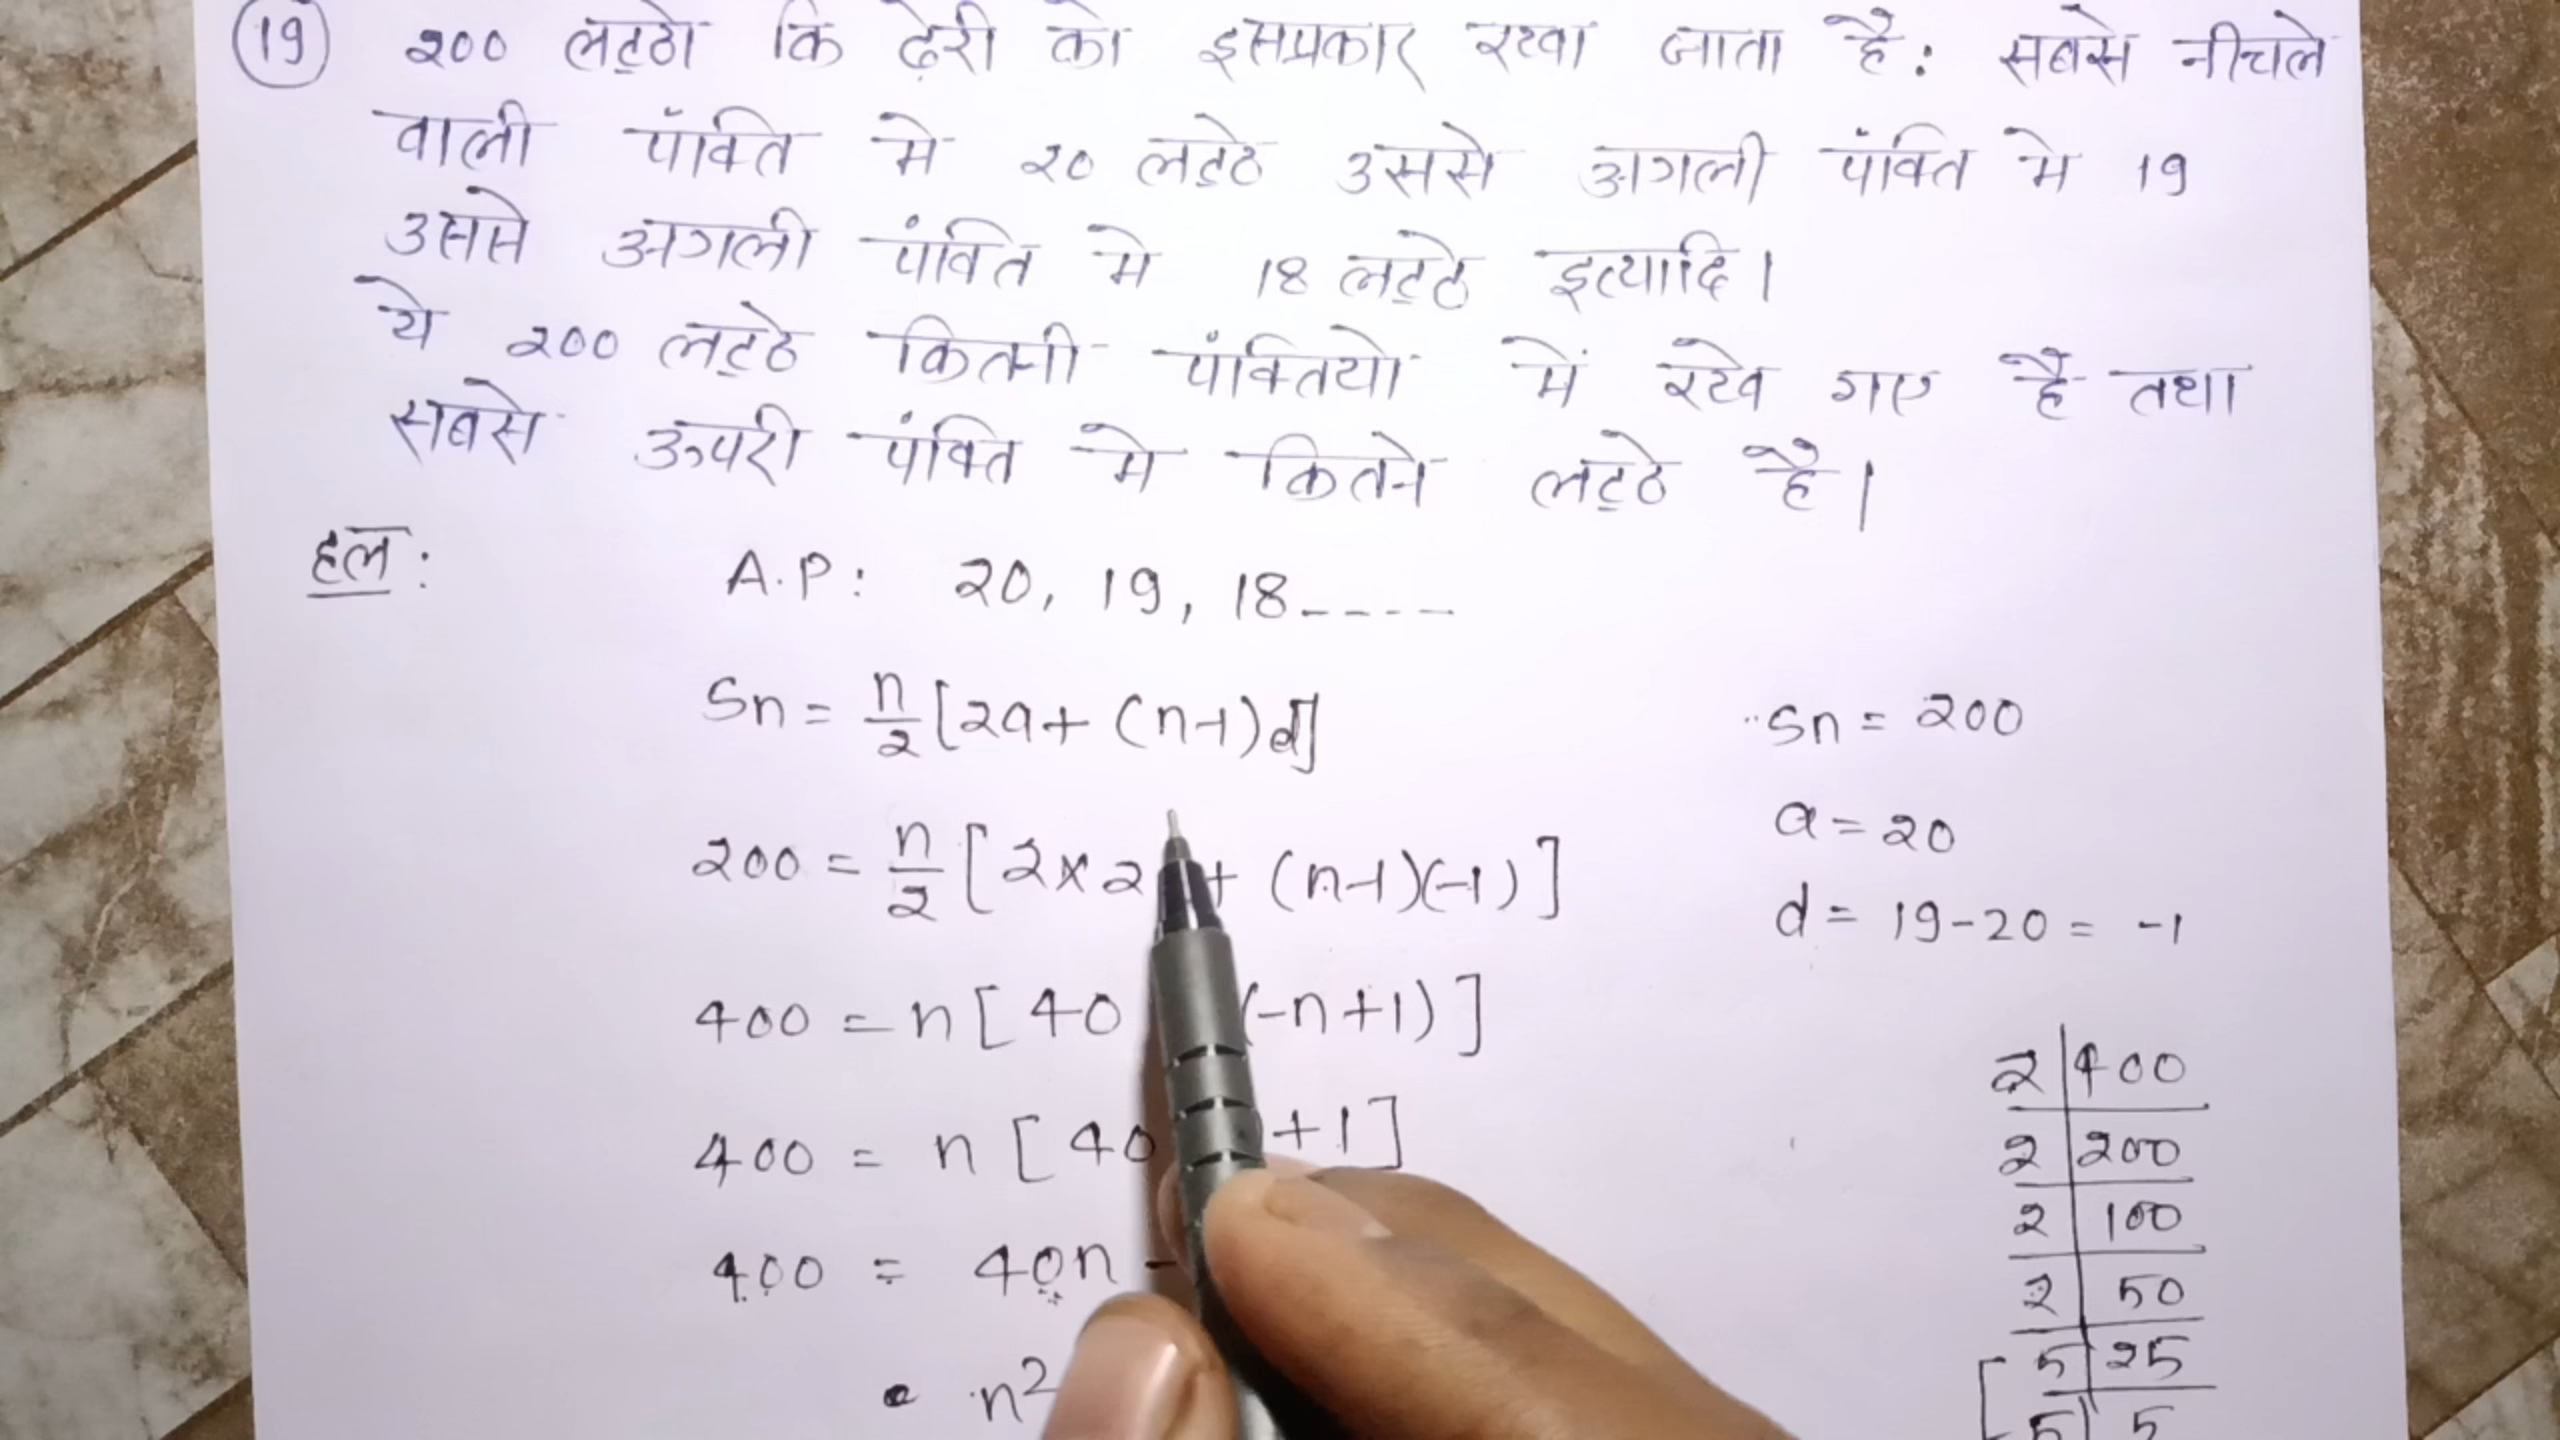 19 200 लट्ठो कि ढ़ेरी को इसप्रकार रखा जाता है: सबसे नीचले
वाली पंक्ति मे 20 लट्ठे उससे अगली पंक्ति मे 19
उससे अगली पंक्ति मे 18 लट्ठे इत्यादि।
ये 200 लट्ठे कितनी पंक्तियो में रखे गए है तथा
सबसे ऊपरी पंक्ति मे कितने लट्ठे है।
हल: A.P: 20, 19, 18----
Sn = n/2 [2a+ (n-1)d]
Sn = 200
200 = n/2 [2×2 + (n-1)(-1)]
a = 20
d = 19-20 = -1
400 = n[40 (-n+1)]
400 = n [40 +1]
400 = 40n -
n²
2|400
2|200
2|100
2|50
5|25
5|5